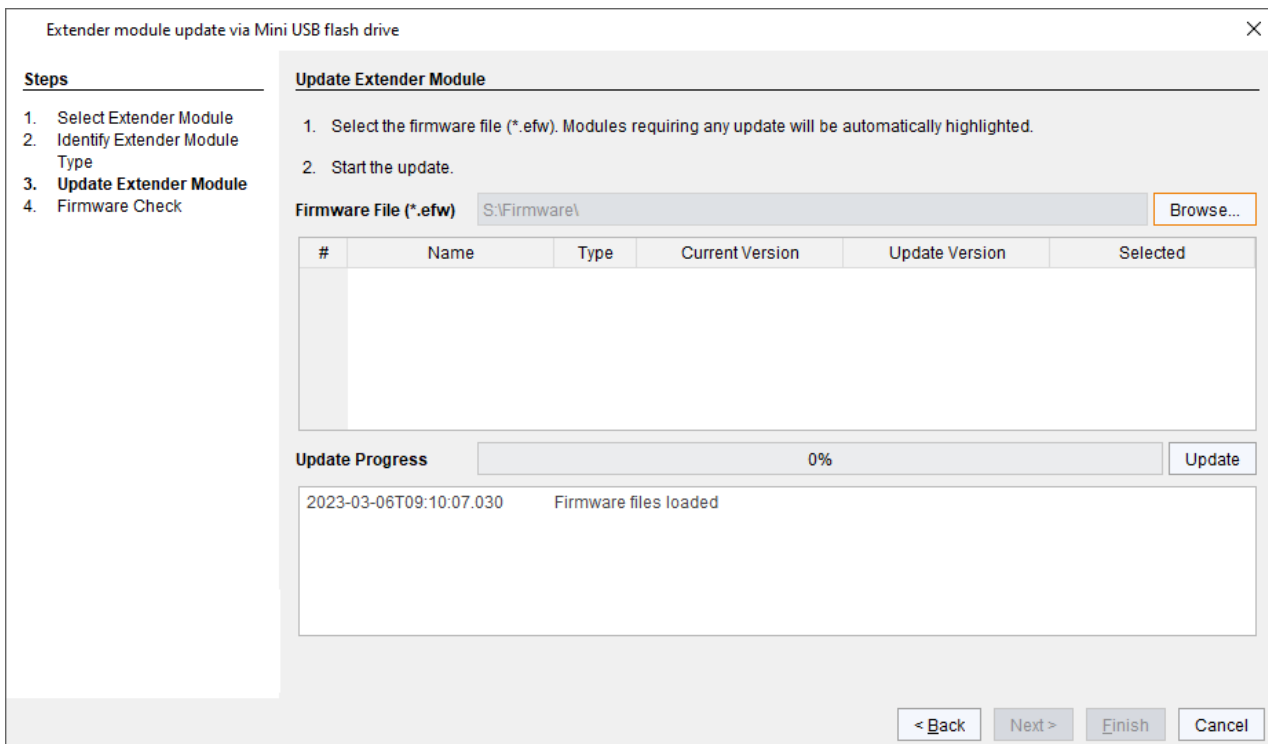 Extender module update via Mini USB flash drive
Steps
1. Select Extender Module
2. Identify Extender Module
Type
3. Update Extender Module
4. Firmware Check
Update Extender Module
1. Select the firmware file (*.efw). Modules requiring any update will be automatically highlighted.
2. Start the update.
Firmware File (*.efw) S:\Firmware\ Browse...
# Name Type Current Version Update Version Selected
Update Progress 0% Update
2023-03-06T09:10:07.030 Firmware files loaded
< Back Next > Finish Cancel